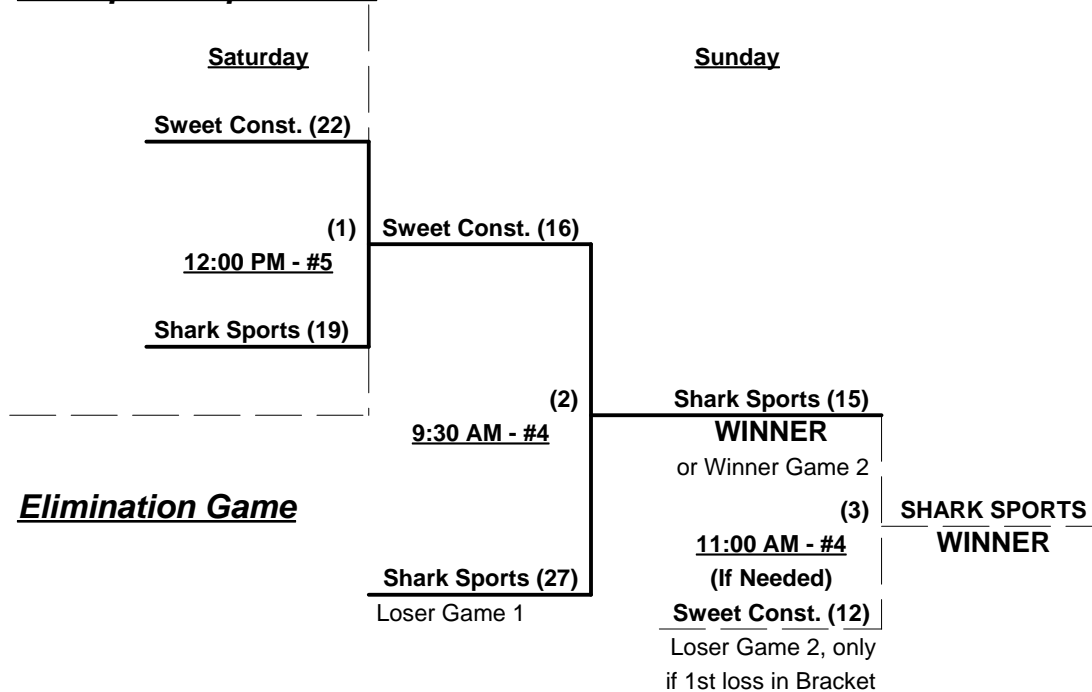 Saturday
Sunday
Sweet Const. (22)
(1)
Sweet Const. (16)
12:00 PM - #5
Shark Sports (19)
(2)
Shark Sports (15)
9:30 AM - #4
WINNER
or Winner Game 2
Elimination Game
(3)
SHARK SPORTS
11:00 AM - #4
WINNER
(If Needed)
Shark Sports (27)
Loser Game 1
Sweet Const. (12)
Loser Game 2, only
if 1st loss in Bracket